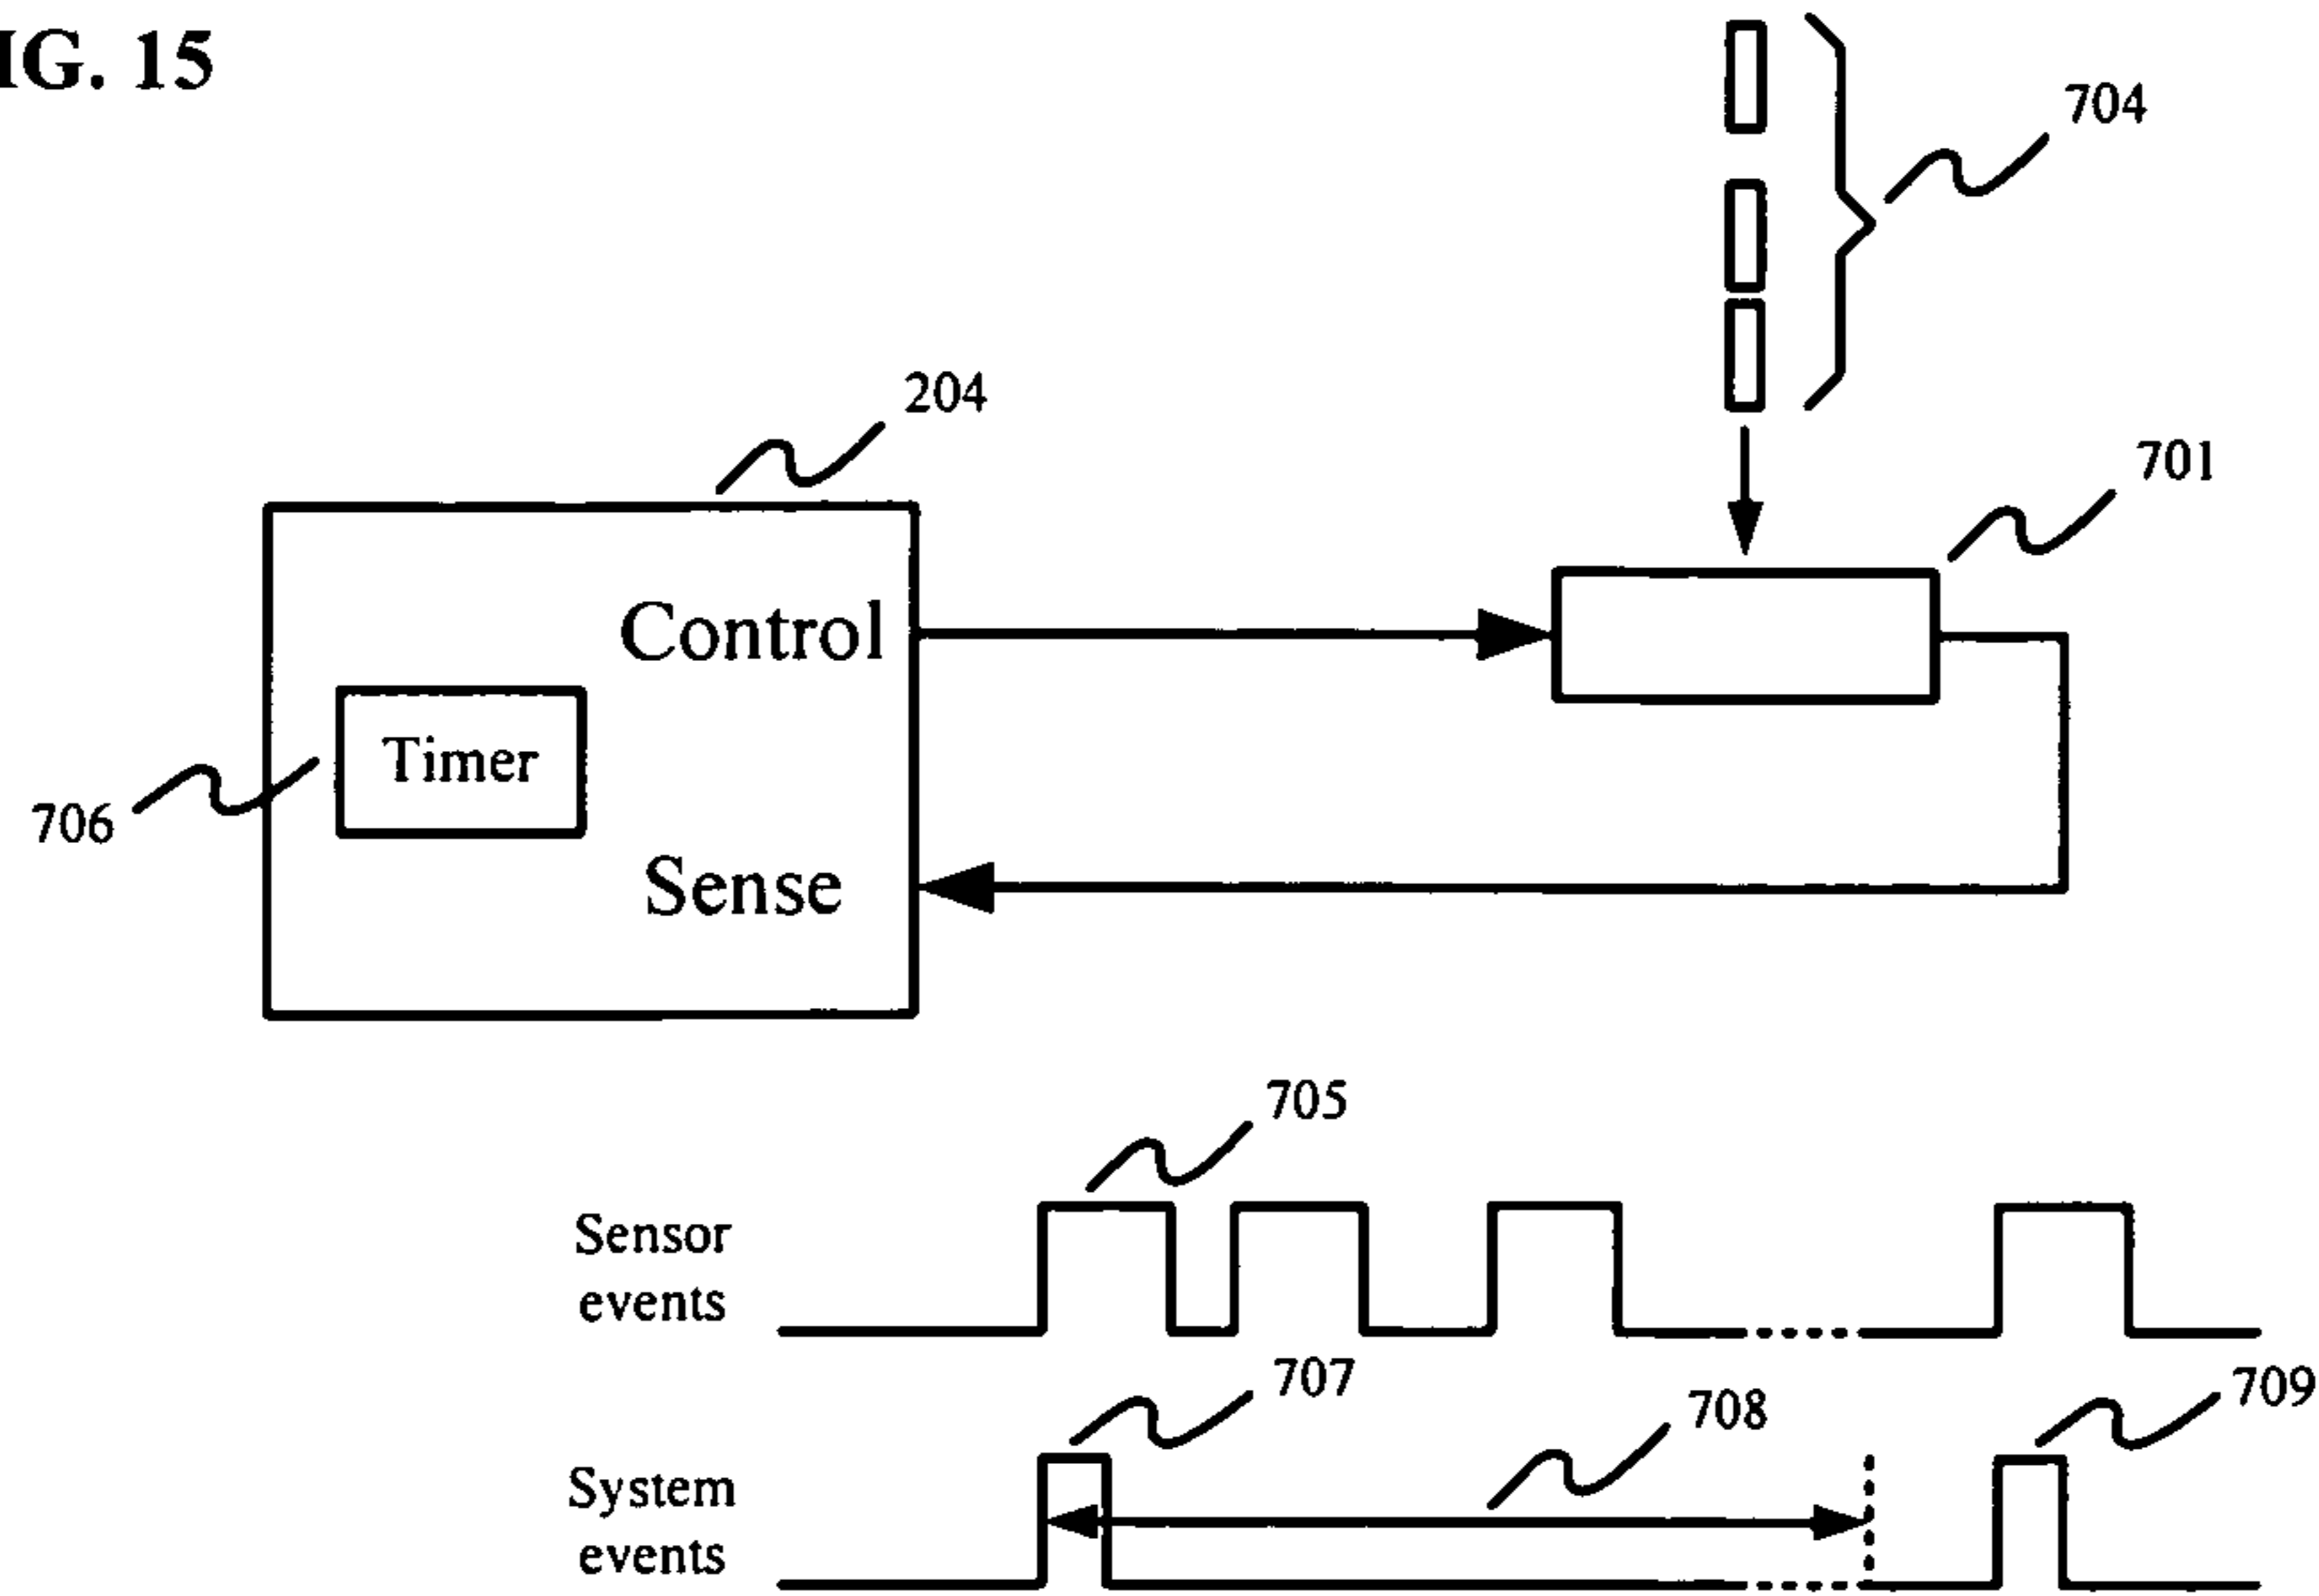 IG. 15
704
204
701
Control
Timer
706
Sense
705
Sensor
events
707
708
709
System
events